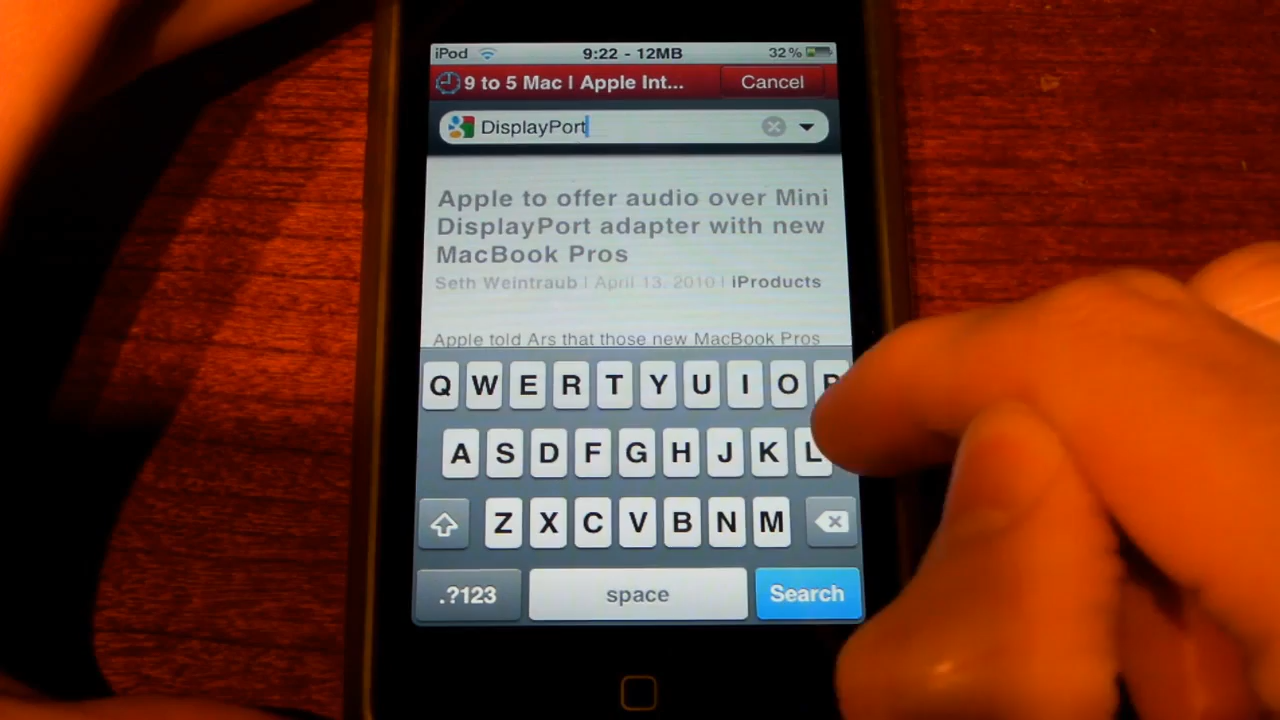 iPod 9:22 - 12MB 32%
9 to 5 Mac | Apple Int... Cancel
DisplayPort
Apple to offer audio over Mini
DisplayPort adapter with new
MacBook Pros
Seth Weintraub | April 13, 2010 | iProducts
Apple told Ars that those new MacBook Pros
Q W E R T Y U I O P
A S D F G H J K L
Z X C V B N M
.?123 space Search